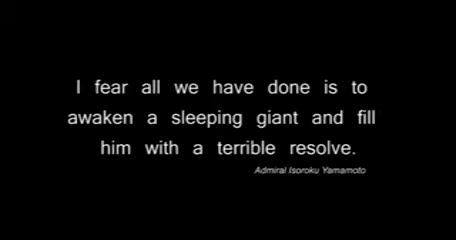 I fear all we have done is to
awaken a sleeping giant and fill
him with a terrible resolve.
Admiral Isoroku Yamamoto